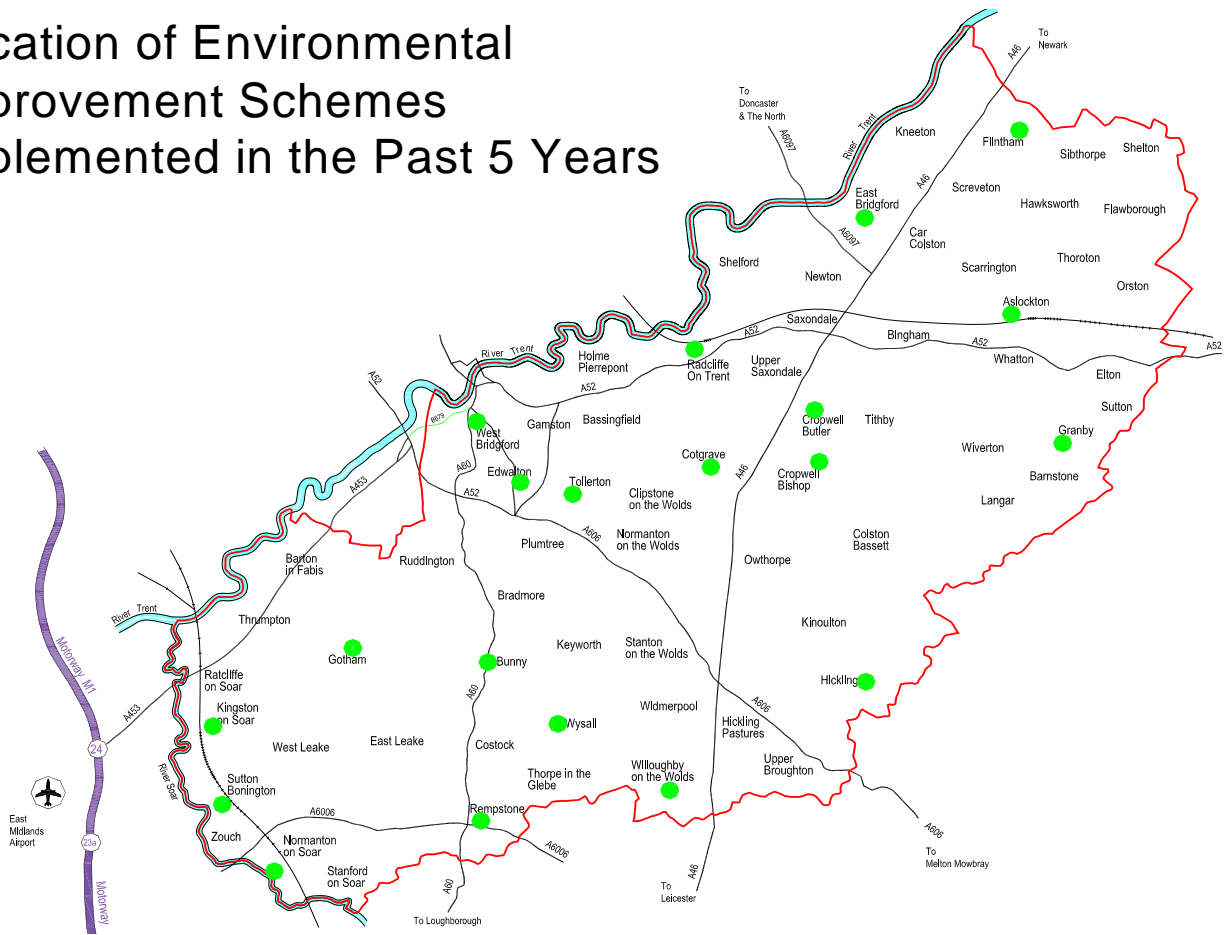 cation of Environmental
provement Schemes
plemented in the Past 5 Years
To
Newark
A46
To
Doncaster
& The North
A6097
River Trent
Kneeton
Flintham
Sibthorpe
Shelton
East
Bridgford
A46
Screveton
Hawksworth
Flawborough
A6097
Car
Colston
Shelford
Newton
Scarrington
Thoroton
Orston
Aslockton
Saxondale
A52
Bingham
A52
Whatton
A52
River Trent
Holme
Pierrepont
Radcliffe
On Trent
Upper
Saxondale
Elton
A52
A52
Sutton
B679
West
Bridgford
Gamston
Bassingfield
Cropwell
Butler
Tithby
Granby
Wiverton
Barnstone
A60
Edwalton
Cotgrave
A46
Cropwell
Bishop
A453
A52
Tollerton
Clipstone
on the Wolds
Langar
A606
Normanton
on the Wolds
Colston
Bassett
Plumtree
Barton
in Fabis
Ruddington
Owthorpe
Bradmore
River Trent
Thrumpton
Kinoulton
Keyworth
Stanton
on the Wolds
Gotham
Bunny
Motorway M1
Ratcliffe
on Soar
Hickling
A60
A606
Kingston
on Soar
A453
Widmerpool
Wysall
Hickling
Pastures
24
West Leake
East Leake
Costock
River Soar
Upper
Broughton
Willoughby
on the Wolds
Thorpe in the
Glebe
Sutton
Bonington
East
Midlands
Airport
A6006
Rempstone
A606
23a
Zouch
Normanton
on Soar
A6006
To
Melton Mowbray
Stanford
on Soar
A60
A46
To
Leicester
Motorway
To Loughborough